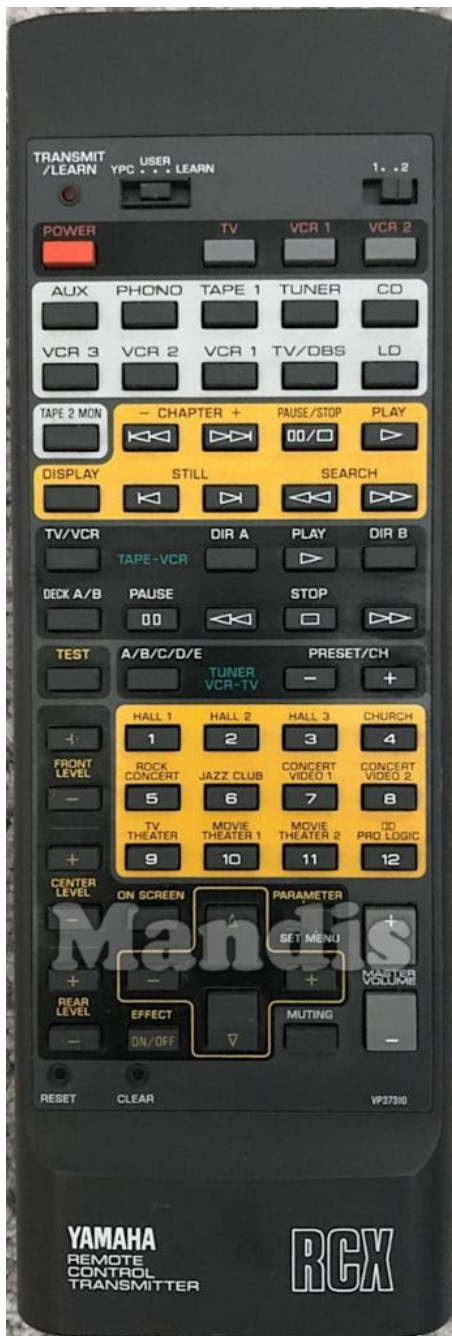 TRANSMIT
/LEARN
USER
YPC . . . LEARN
1 . . 2
POWER TV VCR 1 VCR 2
AUX PHONO TAPE 1 TUNER CD
VCR 3 VCR 2 VCR 1 TV/DBS LD
TAPE 2 MON - CHAPTER + PAUSE/STOP PLAY
DISPLAY STILL SEARCH
TV/VCR TAPE-VCR DIR A PLAY DIR B
DECK A/B PAUSE STOP
TEST A/B/C/D/E PRESET/CH
TUNER
VCR-TV
- +
HALL 1 HALL 2 HALL 3 CHURCH
1 2 3 4
FRONT
LEVEL
-
ROCK
CONCERT JAZZ CLUB CONCERT
VIDEO 1 CONCERT
VIDEO 2
5 6 7 8
TV
THEATER MOVIE
THEATER 1 MOVIE
THEATER 2 PRO LOGIC
9 10 11 12
+
CENTER
LEVEL
-
ON SCREEN PARAMETER
SET MENU
+
Mandis
MASTER
VOLUME
-
+
REAR
LEVEL
-
- +
EFFECT
ON/OFF
MUTING
RESET CLEAR VP37310
YAMAHA
REMOTE
CONTROL
TRANSMITTER
RCX